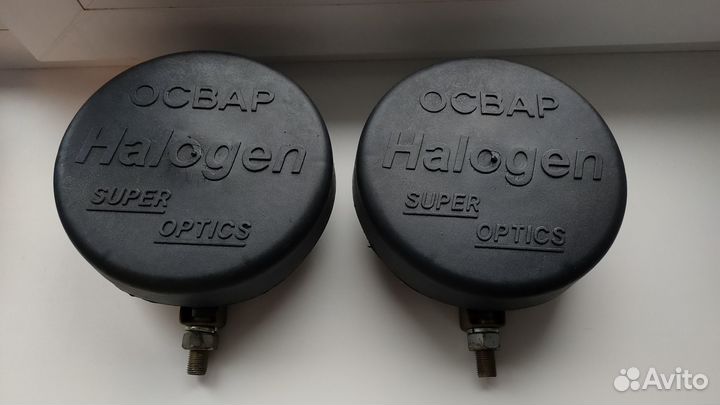 ОСВАР
Halogen
SUPER
OPTICS
ОСВАР
Halogen
SUPER
OPTICS
Avito